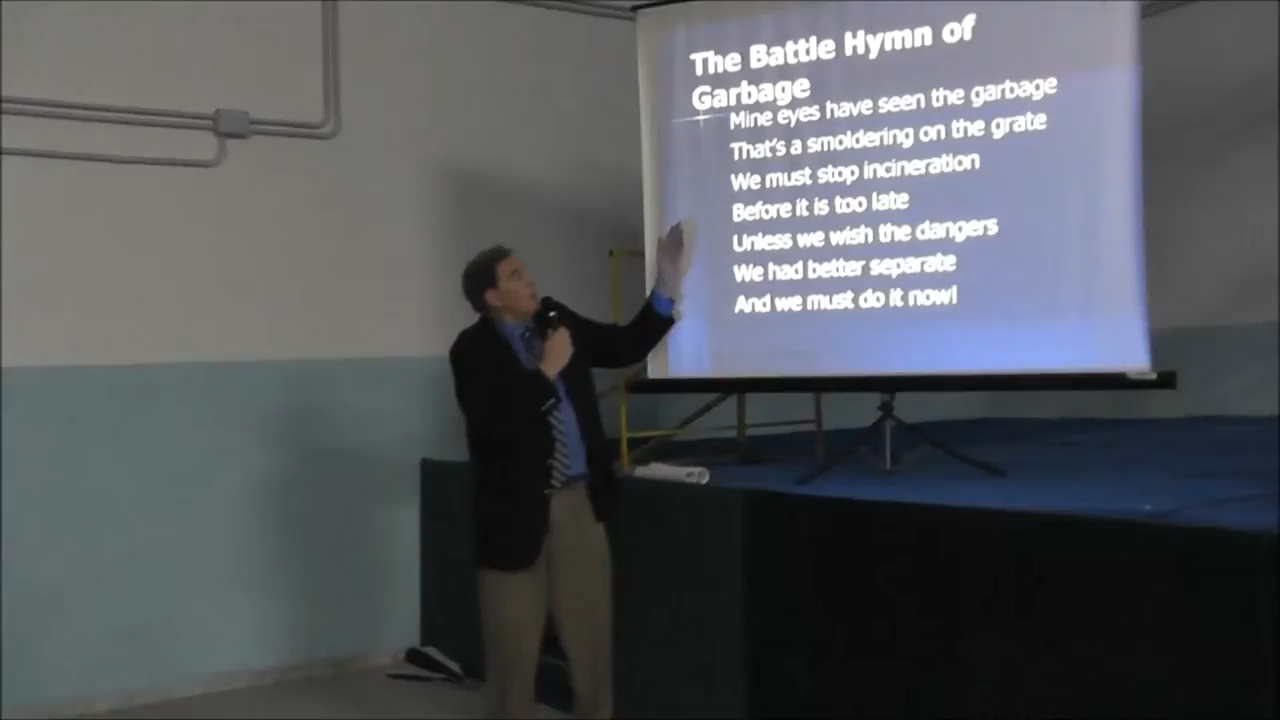 The Battle Hymn of
Garbage
Mine eyes have seen the garbage
That's a smoldering on the grate
We must stop incineration
Before it is too late
Unless we wish the dangers
We had better separate
And we must do it now!